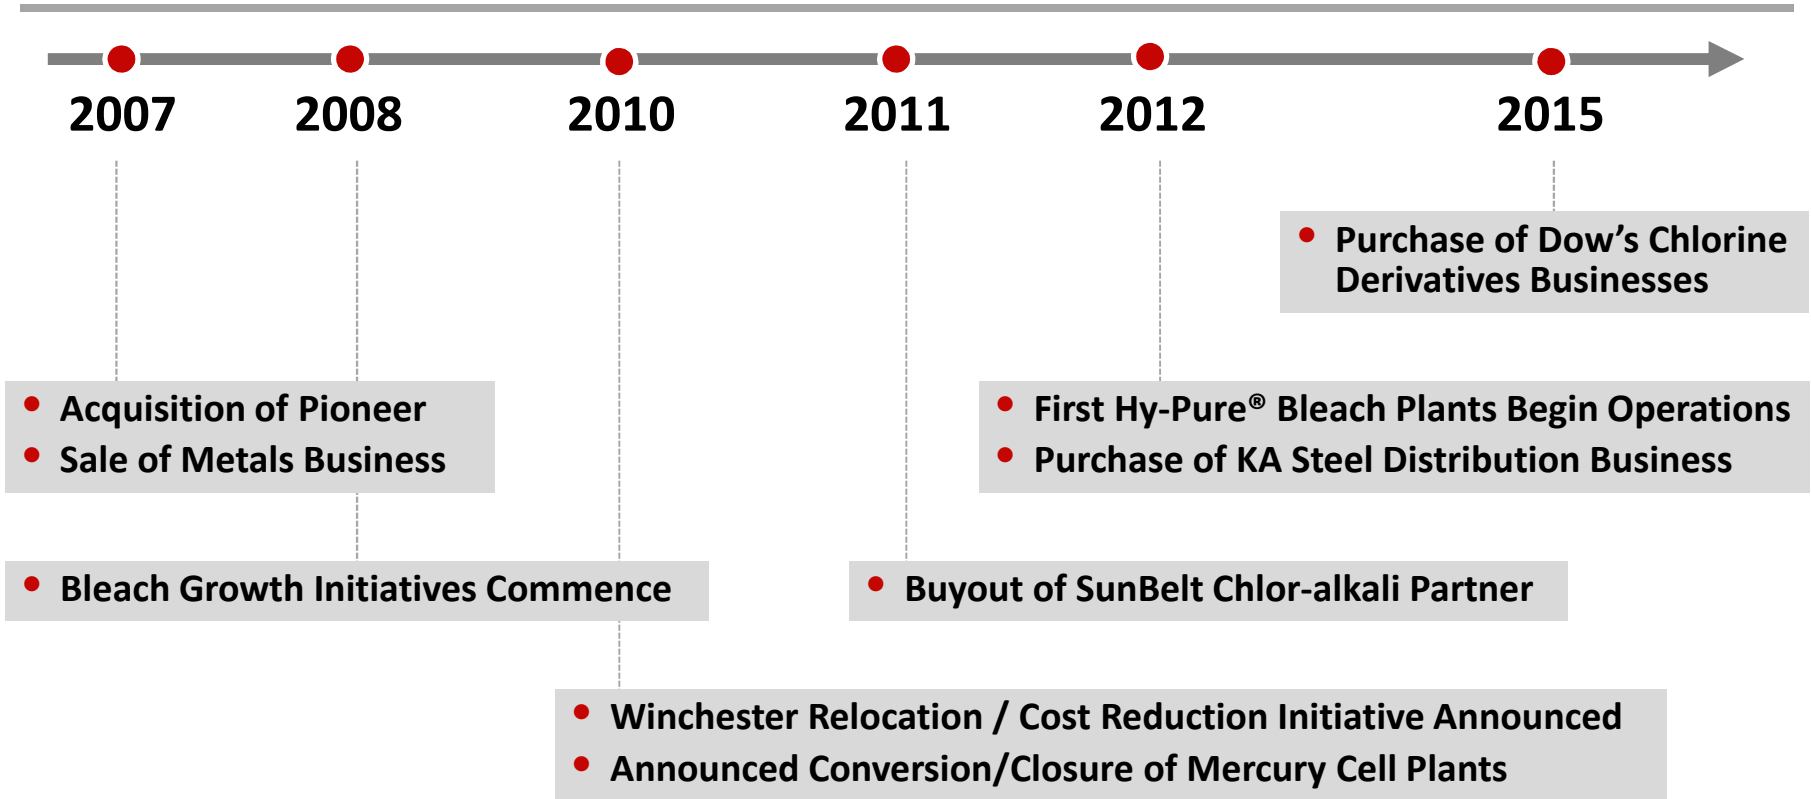 2007 2008 2010 2011 2012 2015
• Purchase of Dow’s Chlorine
Derivatives Businesses
• Acquisition of Pioneer
• Sale of Metals Business
• First Hy-Pure® Bleach Plants Begin Operations
• Purchase of KA Steel Distribution Business
• Bleach Growth Initiatives Commence
• Buyout of SunBelt Chlor-alkali Partner
• Winchester Relocation / Cost Reduction Initiative Announced
• Announced Conversion/Closure of Mercury Cell Plants